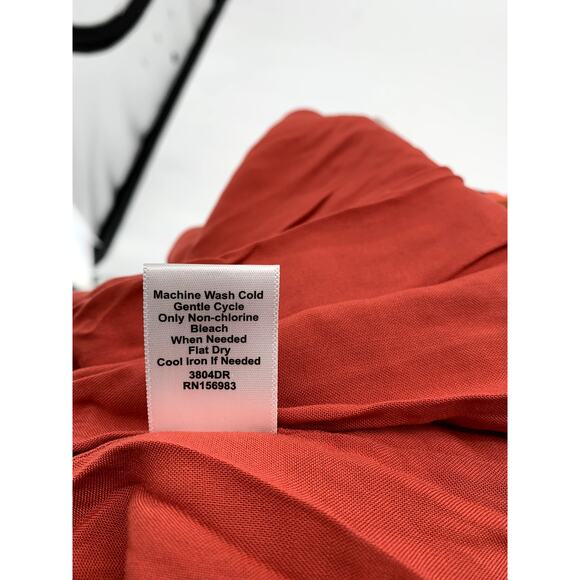 Machine Wash Cold
Gentle Cycle
Only Non-chlorine
Bleach
When Needed
Flat Dry
Cool Iron If Needed
3804DR
RN156983